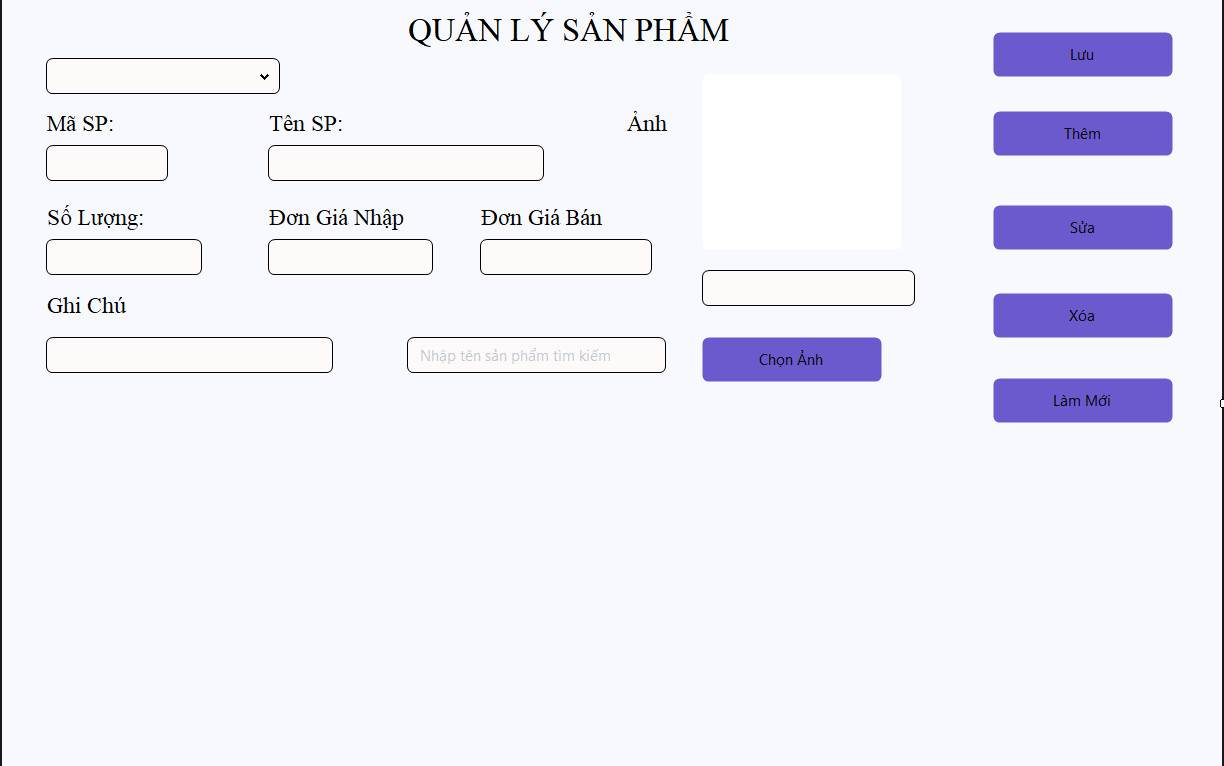 QUẢN LÝ SẢN PHẨM
Lưu
Mã SP:
Tên SP:
Ảnh
Thêm
Số Lượng:
Đơn Giá Nhập
Đơn Giá Bán
Sửa
Ghi Chú
Xóa
Nhập tên sản phẩm tìm kiếm
Chọn Ảnh
Làm Mới